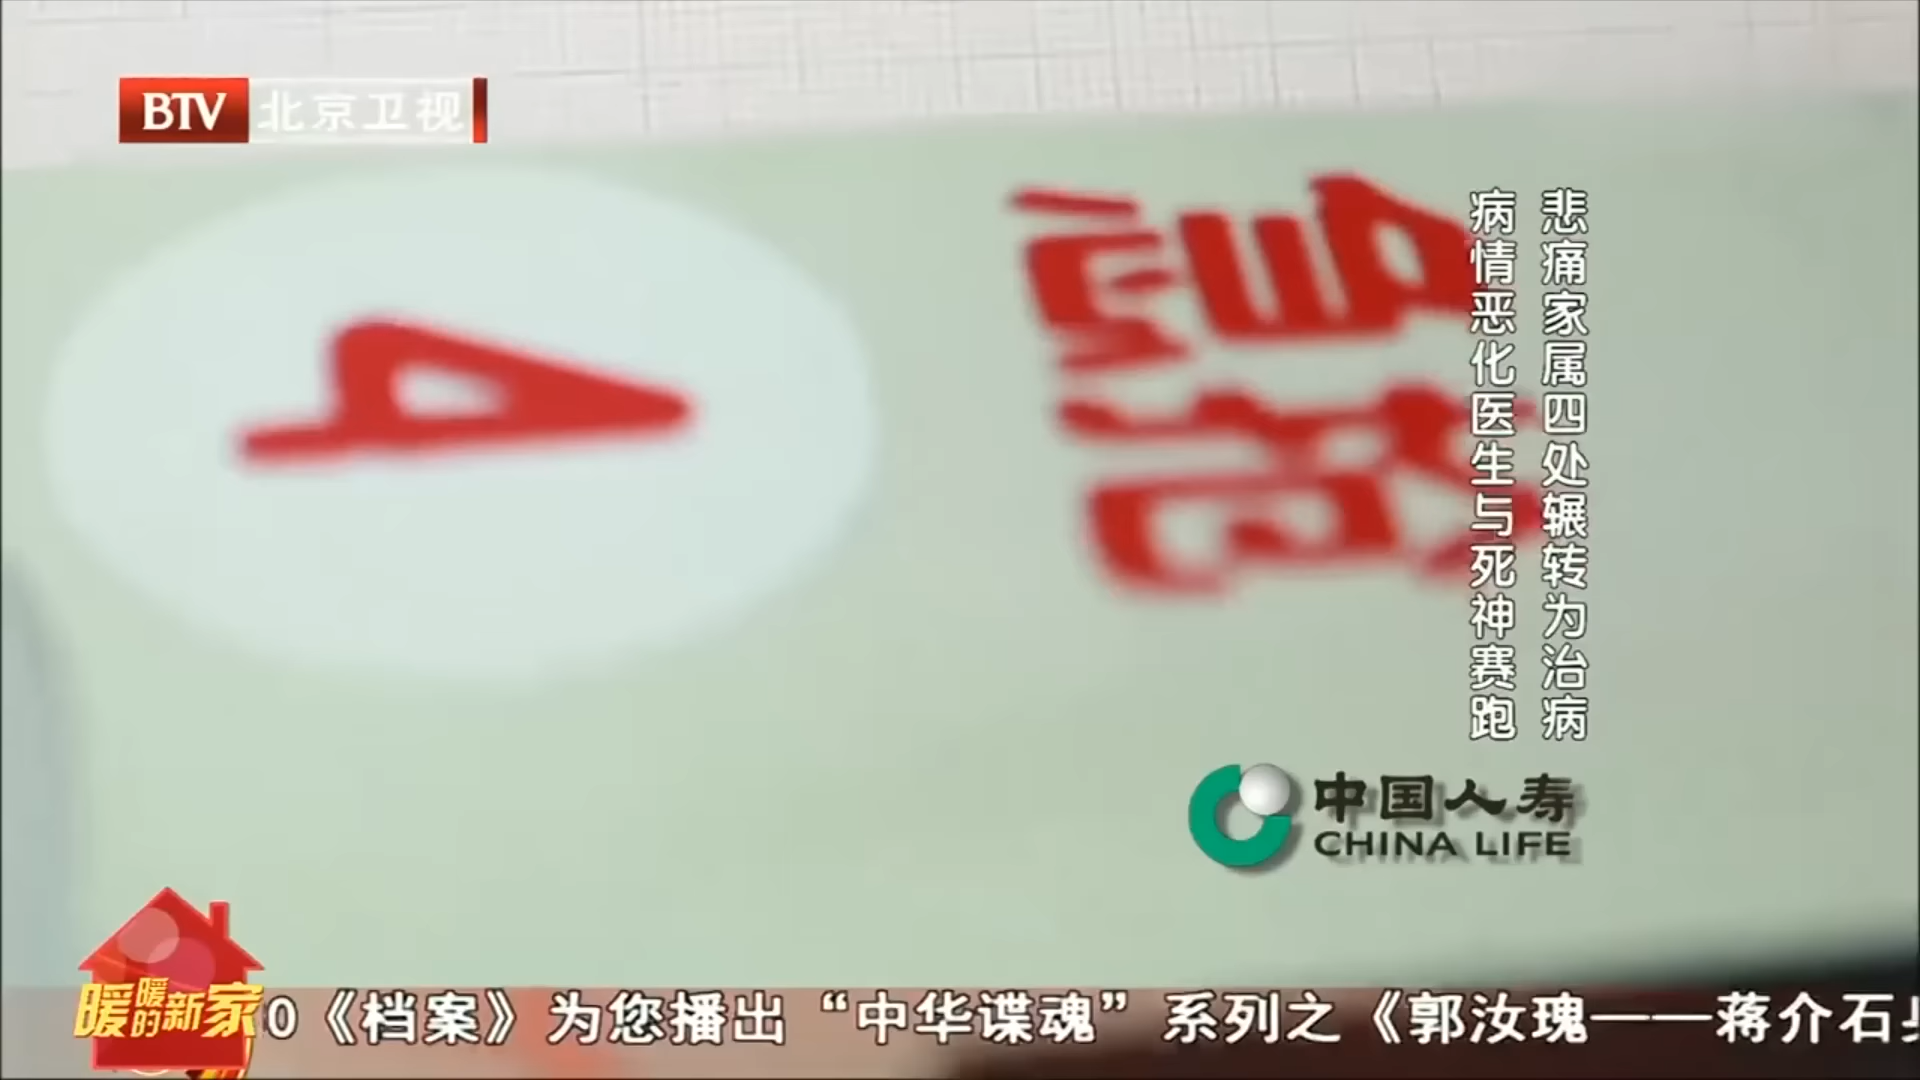 BTV 北京卫视
悲痛家属四处辗转为治病
病情恶化医生与死神赛跑
中国人寿
CHINA LIFE
暖暖的新家
0《档案》为您播出“中华谍魂”系列之《郭汝瑰——蒋介石
4